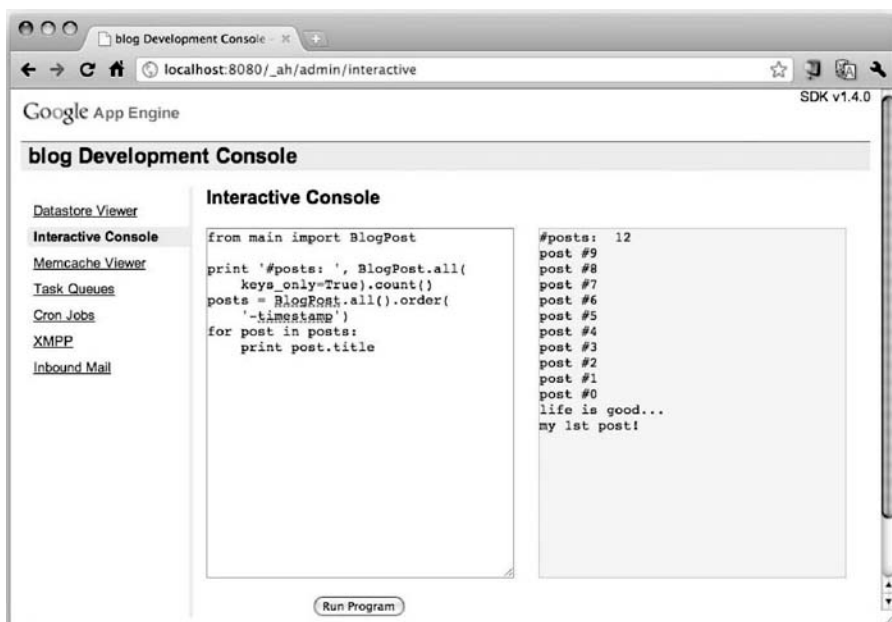 blog Development Console -
localhost:8080/_ah/admin/interactive
SDK v1.4.0
Google App Engine
blog Development Console
Datastore Viewer
Interactive Console
Memcache Viewer
Task Queues
Cron Jobs
XMPP
Inbound Mail
Interactive Console
from main import BlogPost
print '#posts: ', BlogPost.all(
    keys_only=True).count()
posts = BlogPost.all().order(
    '-timestamp')
for post in posts:
    print post.title
#posts:  12
post #9
post #8
post #7
post #6
post #5
post #4
post #3
post #2
post #1
post #0
life is good...
my 1st post!
Run Program